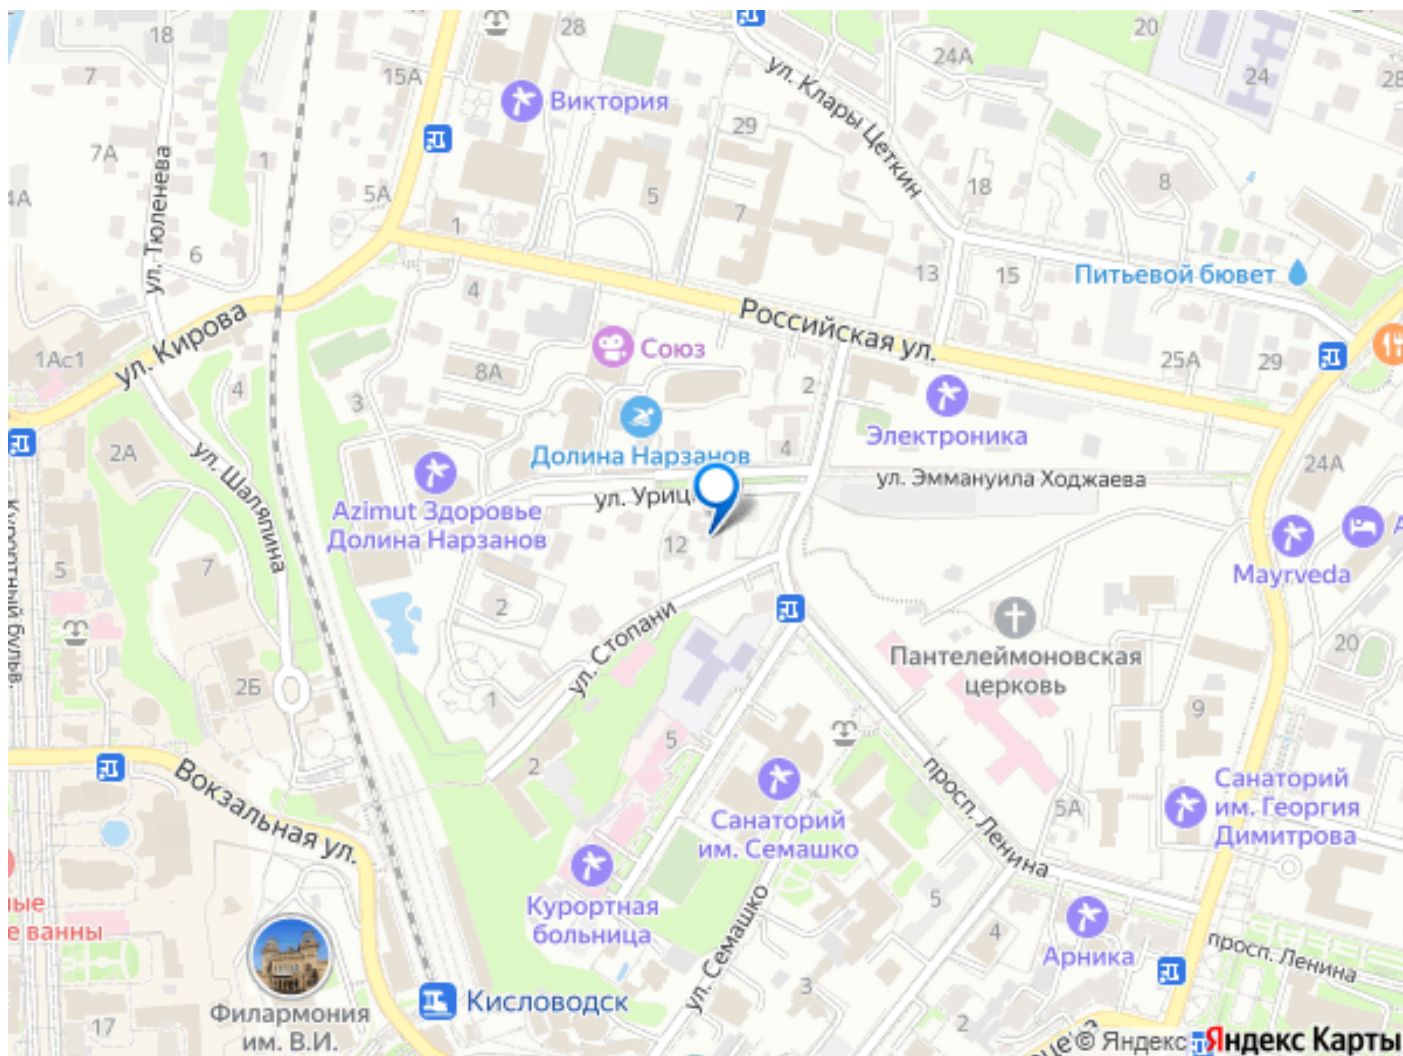 18
28
20
24А
ул. Клары Цеткин
7
15А
24
28
Виктория
29
7А
1
ул. Тюленева
5
18
8
4А
5А
7
1
6
13
15
Питьевой бювет
4
Российская ул.
ул. Кирова
1Ас1
Союз
25А
29
8А
2
4
3
Электроника
4
Долина Нарзанов
2А
24А
ул. Шаляпина
ул. Эммануила Ходжаева
ул. Уриц
Azimut Здоровье
Долина Нарзанов
12
Курортный бульв.
5
7
Mayrveda
2
ул. Стопани
20
Пантелеймоновская
церковь
2Б
1
9
5
2
Вокзальная ул.
просп. Ленина
Санаторий
им. Георгия
Димитрова
5А
Санаторий
им. Семашко
5
ные
е ванны
Курортная
больница
4
Арника
просп. Ленина
ул. Семашко
3
Кисловодск
Филармония
им. В.И.
17
2
© Яндекс
Яндекс Карты